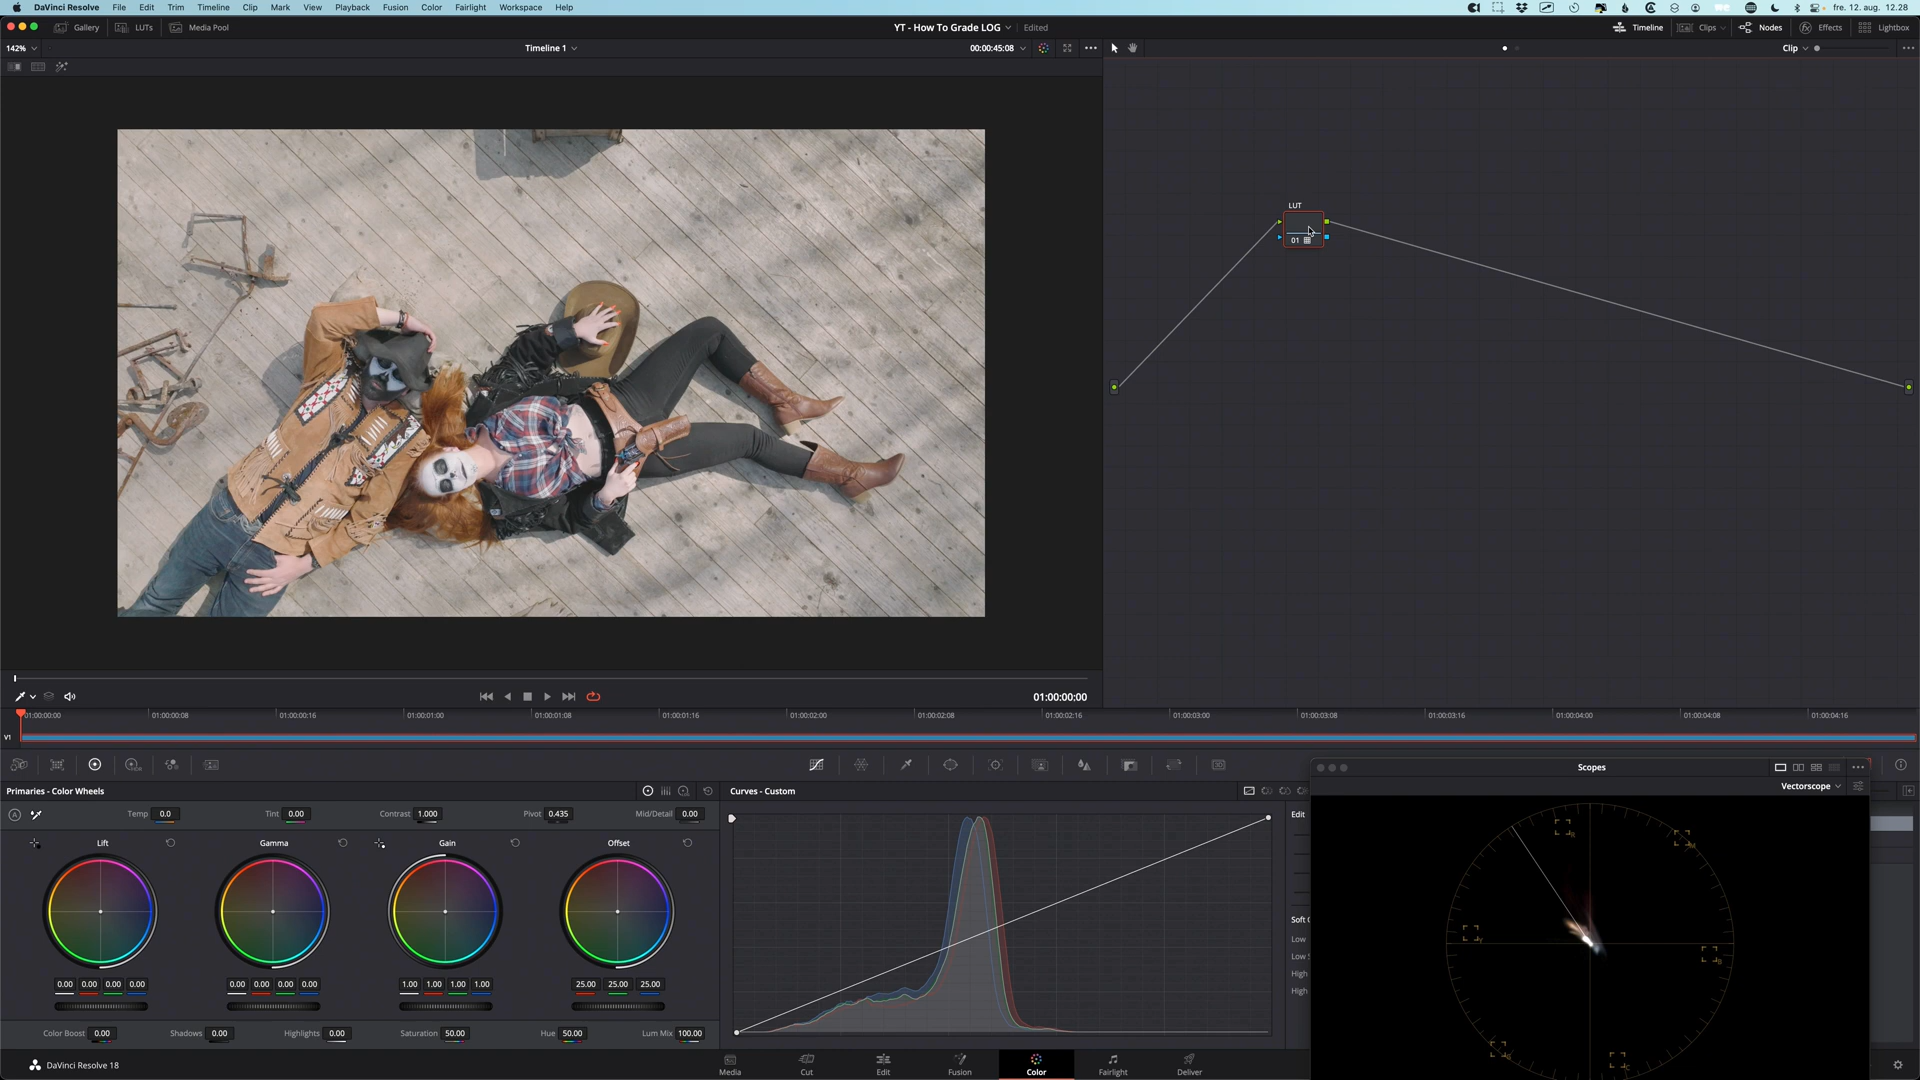 DaVinci Resolve File Edit Trim Timeline Clip Mark View Playback Fusion Color Fairlight Workspace Help fre. 12. aug. 12.28
Gallery LUTs Media Pool YT - How To Grade LOG Edited Timeline Clips Nodes Effects Lightbox
142% Timeline 1 00:00:45:08 Clip
LUT
01
01:00:00:00
01:00:00:00 01:00:00:08 01:00:00:16 01:00:01:00 01:00:01:08 01:00:01:16 01:00:02:00 01:00:02:08 01:00:02:16 01:00:03:00 01:00:03:08 01:00:03:16 01:00:04:00 01:00:04:08 01:00:04:16
V1
Scopes
Primaries - Color Wheels Curves - Custom Vectorscope
Temp 0.0 Tint 0.00 Contrast 1.000 Pivot 0.435 Mid/Detail 0.00 Edit
Lift Gamma Gain Offset
Soft
Low
Low
High
High
0.00 0.00 0.00 0.00 0.00 0.00 0.00 0.00 1.00 1.00 1.00 1.00 25.00 25.00 25.00
Color Boost 0.00 Shadows 0.00 Highlights 0.00 Saturation 50.00 Hue 50.00 Lum Mix 100.00
DaVinci Resolve 18 Media Cut Edit Fusion Color Fairlight Deliver